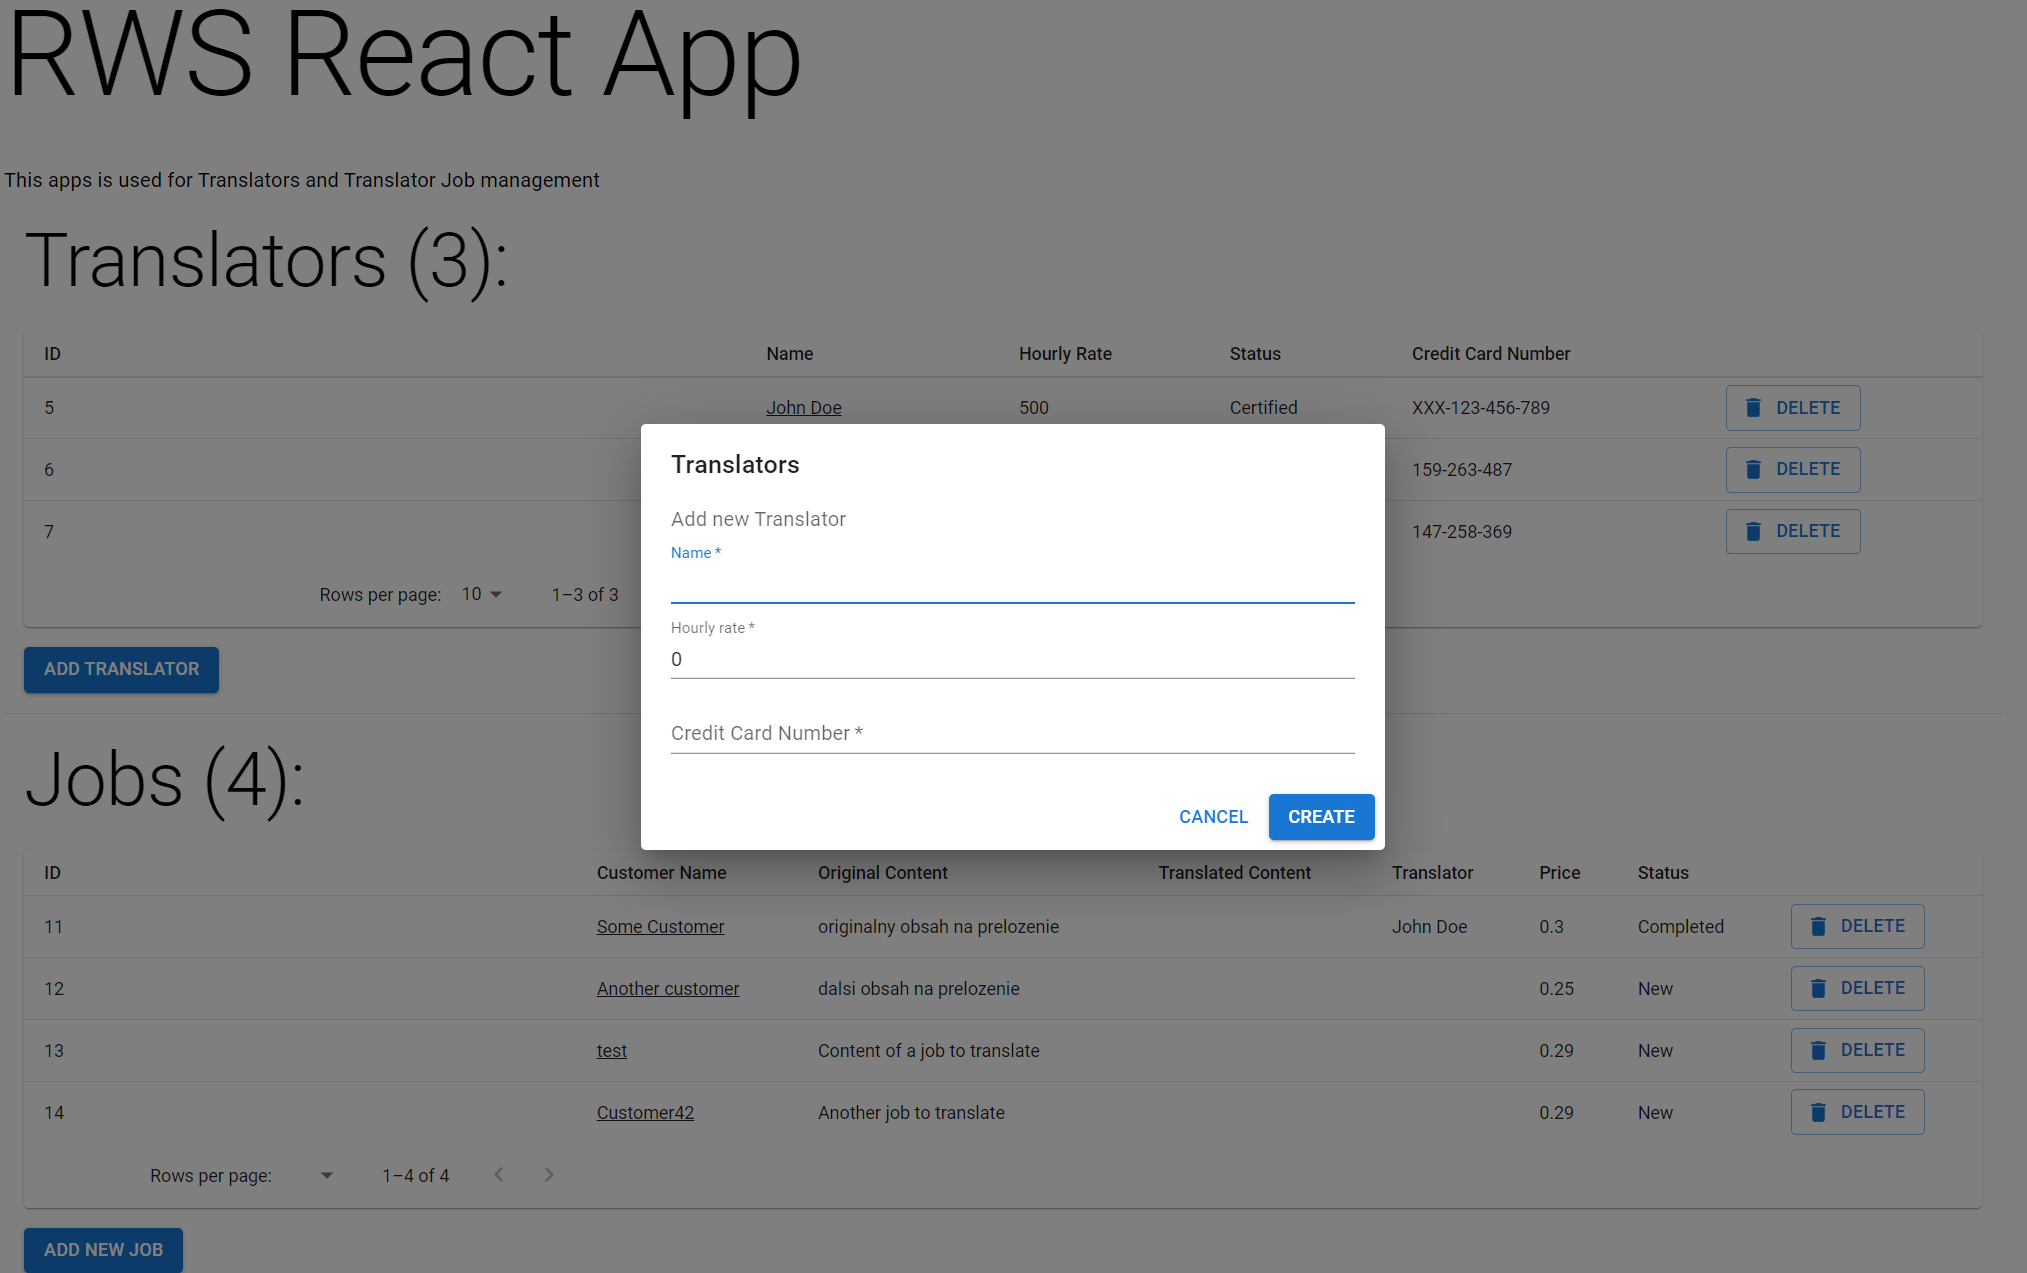 RWS React App
This apps is used for Translators and Translator Job management
Translators (3):
ID Name Hourly Rate Status Credit Card Number
5 John Doe 500 Certified XXX-123-456-789 DELETE
6 159-263-487 DELETE
7 147-258-369 DELETE
Rows per page: 10 1–3 of 3
ADD TRANSLATOR
Translators
Add new Translator
Name *
Hourly rate *
0
Credit Card Number *
CANCEL CREATE
Jobs (4):
ID Customer Name Original Content Translated Content Translator Price Status
11 Some Customer originalny obsah na prelozenie John Doe 0.3 Completed DELETE
12 Another customer dalsi obsah na prelozenie 0.25 New DELETE
13 test Content of a job to translate 0.29 New DELETE
14 Customer42 Another job to translate 0.29 New DELETE
Rows per page: 1–4 of 4
ADD NEW JOB